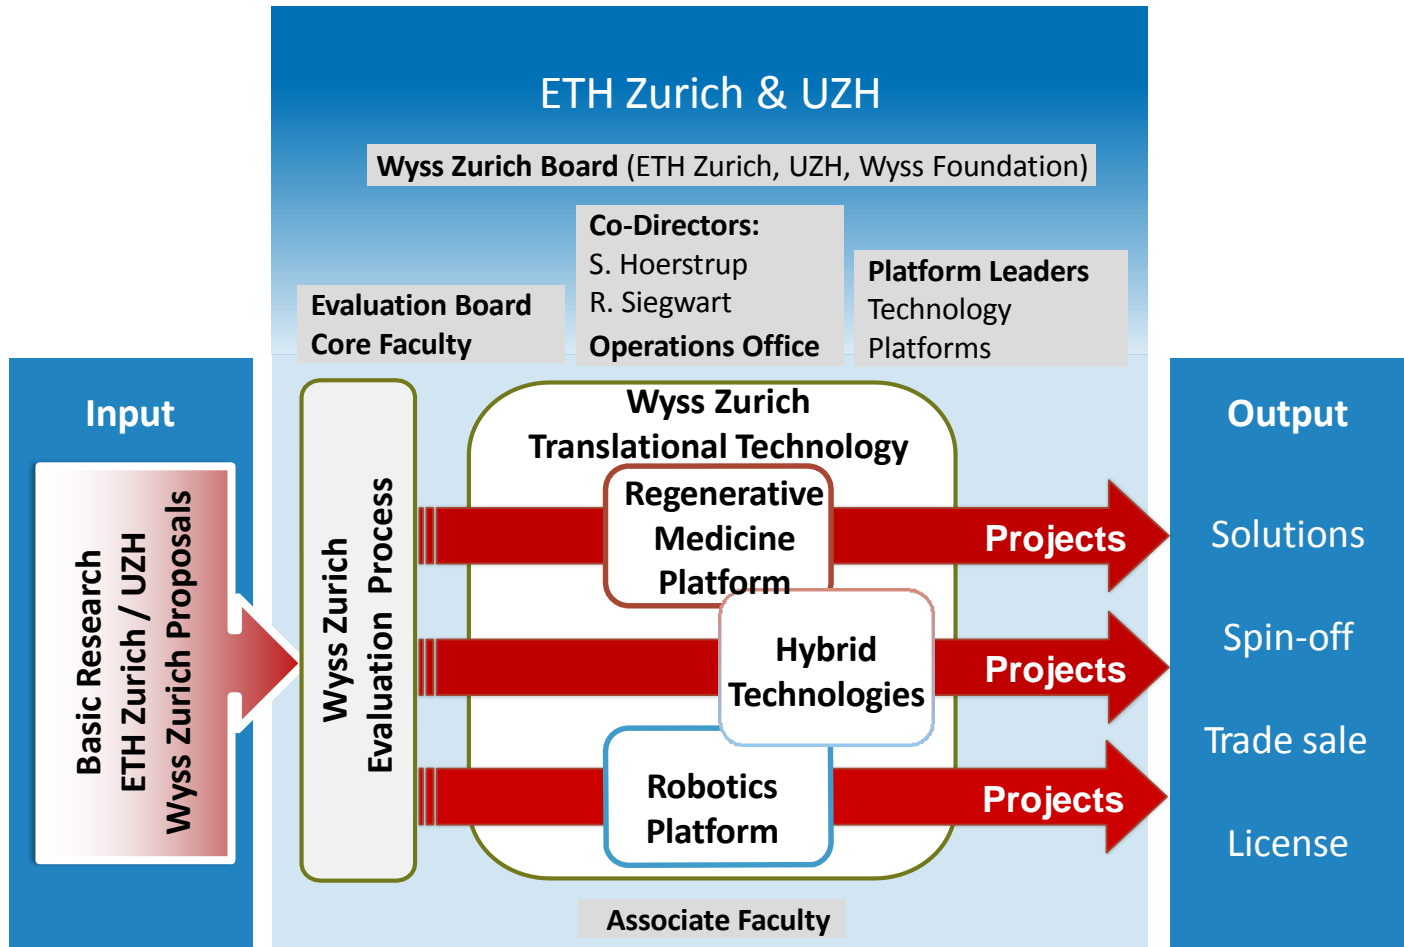 ETH Zurich & UZH
Wyss Zurich Board (ETH Zurich, UZH, Wyss Foundation)
Evaluation Board
Core Faculty
Co-Directors:
S. Hoerstrup
R. Siegwart
Operations Office
Platform Leaders
Technology
Platforms
Input
Basic Research
ETH Zurich / UZH
Wyss Zurich Proposals
Wyss Zurich
Evaluation Process
Wyss Zurich
Translational Technology
Regenerative
Medicine
Platform
Projects
Hybrid
Technologies
Projects
Robotics
Platform
Projects
Associate Faculty
Output
Solutions
Spin-off
Trade sale
License